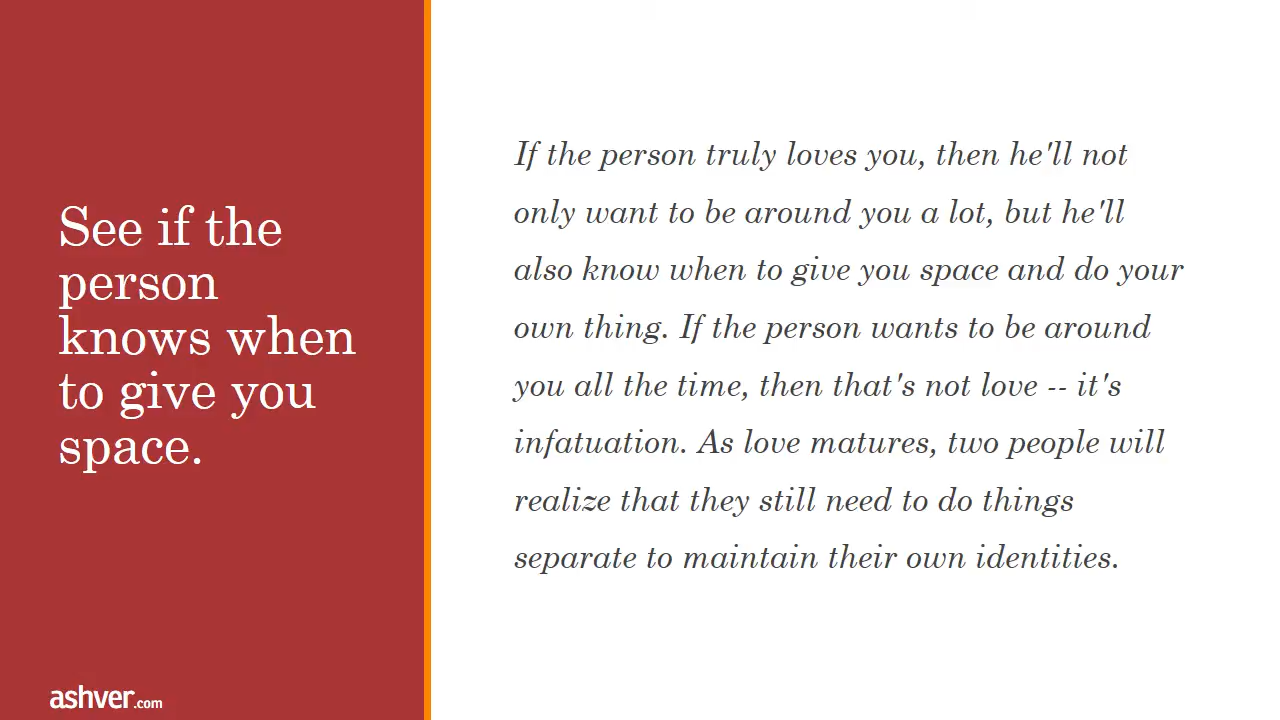 See if the
person
knows when
to give you
space.
If the person truly loves you, then he'll not
only want to be around you a lot, but he'll
also know when to give you space and do your
own thing. If the person wants to be around
you all the time, then that's not love -- it's
infatuation. As love matures, two people will
realize that they still need to do things
separate to maintain their own identities.
ashver.com